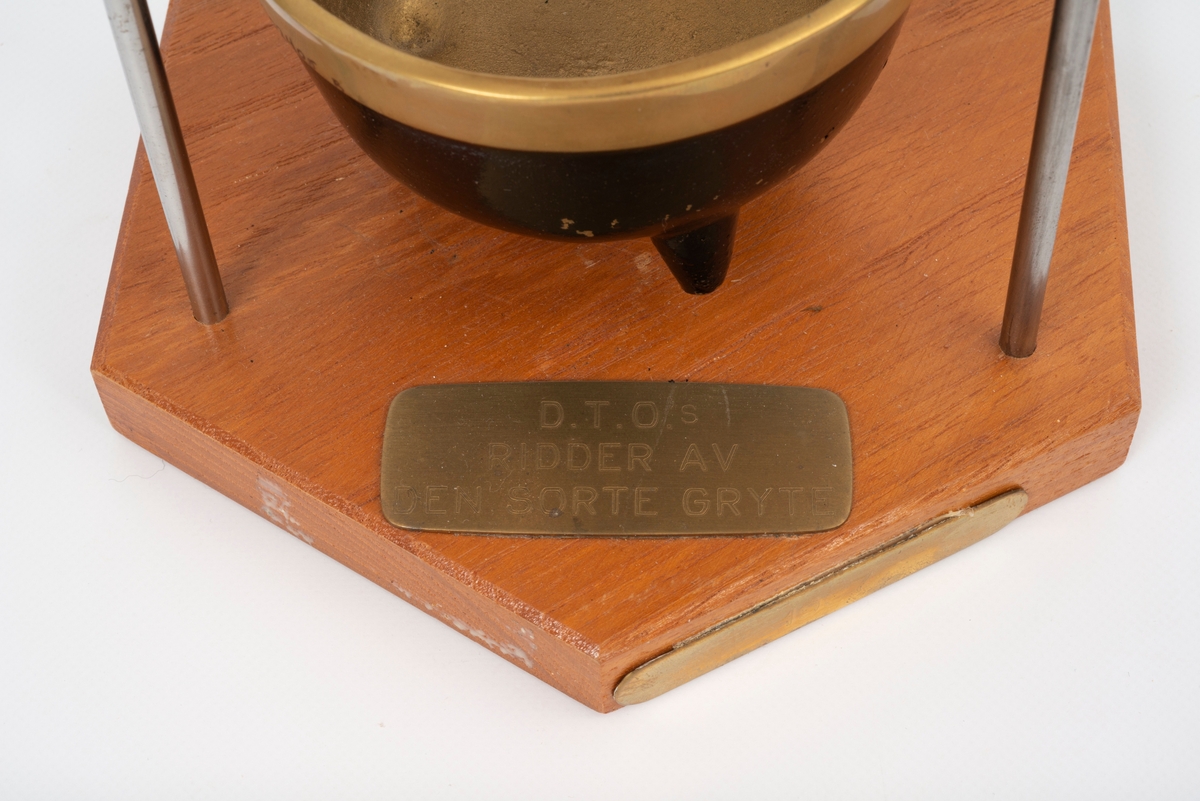 D.T.O.s
RIDDER AV
DEN SORTE GRYTE